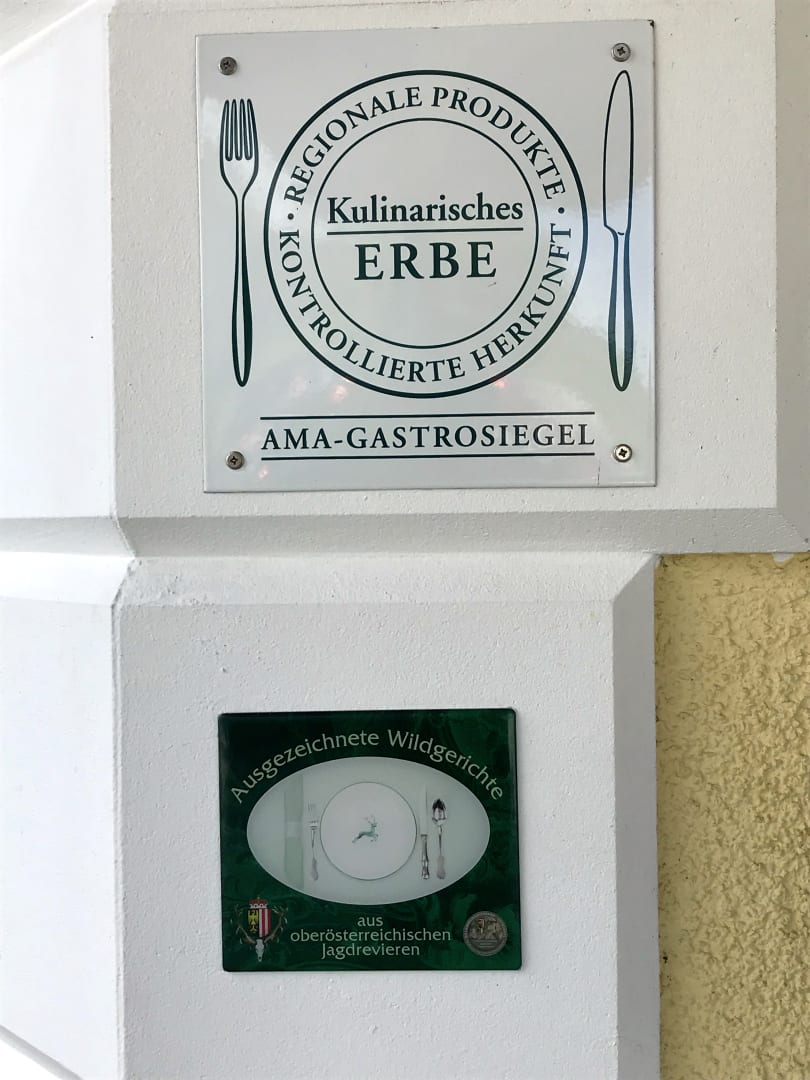 REGIONALE PRODUKTE
Kulinarisches
ERBE
KONTROLLIERTE HERKUNFT
AMA-GASTROSIEGEL
Ausgezeichnete Wildgerichte
aus
oberösterreichischen
Jagdrevieren